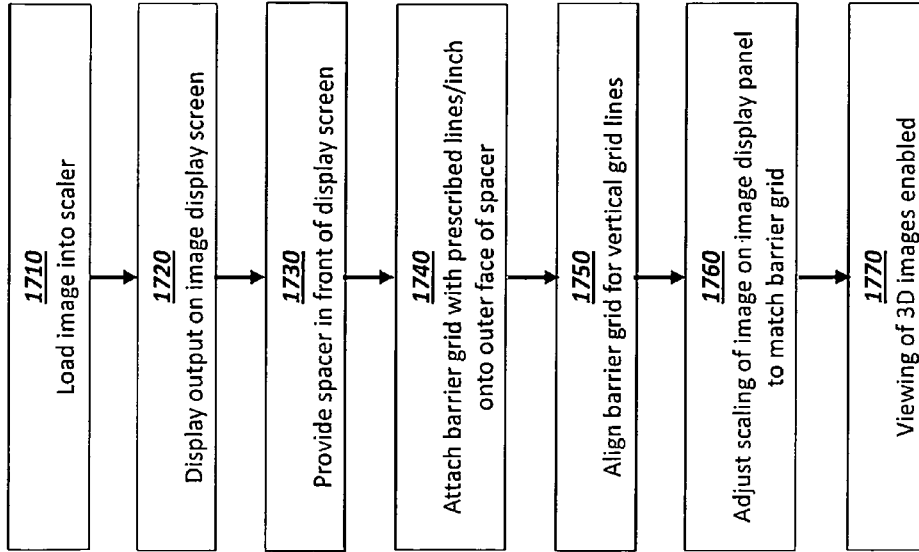 1710
Load image into scaler
1720
Display output on image display screen
1730
Provide spacer in front of display screen
1740
Attach barrier grid with prescribed lines/inch
onto outer face of spacer
1750
Align barrier grid for vertical grid lines
1760
Adjust scaling of image on image display panel
to match barrier grid
1770
Viewing of 3D images enabled